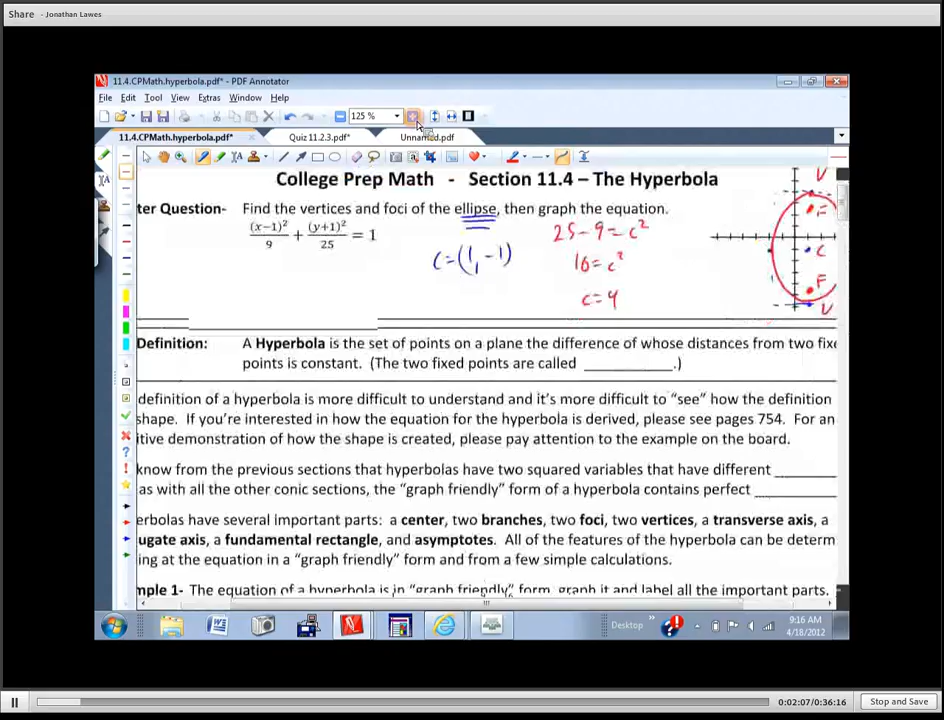 Share - Jonathan Lawes
11.4.CPMath.hyperbola.pdf* - PDF Annotator
File Edit Tool View Extras Window Help
125 %
11.4.CPMath.hyperbola.pdf* Quiz 11.2.3.pdf* Unnamed.pdf
College Prep Math - Section 11.4 – The Hyperbola
V
ter Question- Find the vertices and foci of the ellipse, then graph the equation.
(x−1)²/9 + (y+1)²/25 = 1
C=(1,-1)
25-9=c²
16=c²
c=4
F
C
F
V
Definition: A Hyperbola is the set of points on a plane the difference of whose distances from two fixe
points is constant. (The two fixed points are called ___________.)
definition of a hyperbola is more difficult to understand and it's more difficult to "see" how the definition
shape. If you're interested in how the equation for the hyperbola is derived, please see pages 754. For an
itive demonstration of how the shape is created, please pay attention to the example on the board.
know from the previous sections that hyperbolas have two squared variables that have different _______
as with all the other conic sections, the "graph friendly" form of a hyperbola contains perfect __________
erbolas have several important parts: a center, two branches, two foci, two vertices, a transverse axis, a
ugate axis, a fundamental rectangle, and asymptotes. All of the features of the hyperbola can be determ
ing at the equation in a "graph friendly" form and from a few simple calculations.
mple 1- The equation of a hyperbola is in "graph friendly" form, graph it and label all the important parts.
Desktop
9:16 AM
4/18/2012
0:02:07/0:36:16
Stop and Save